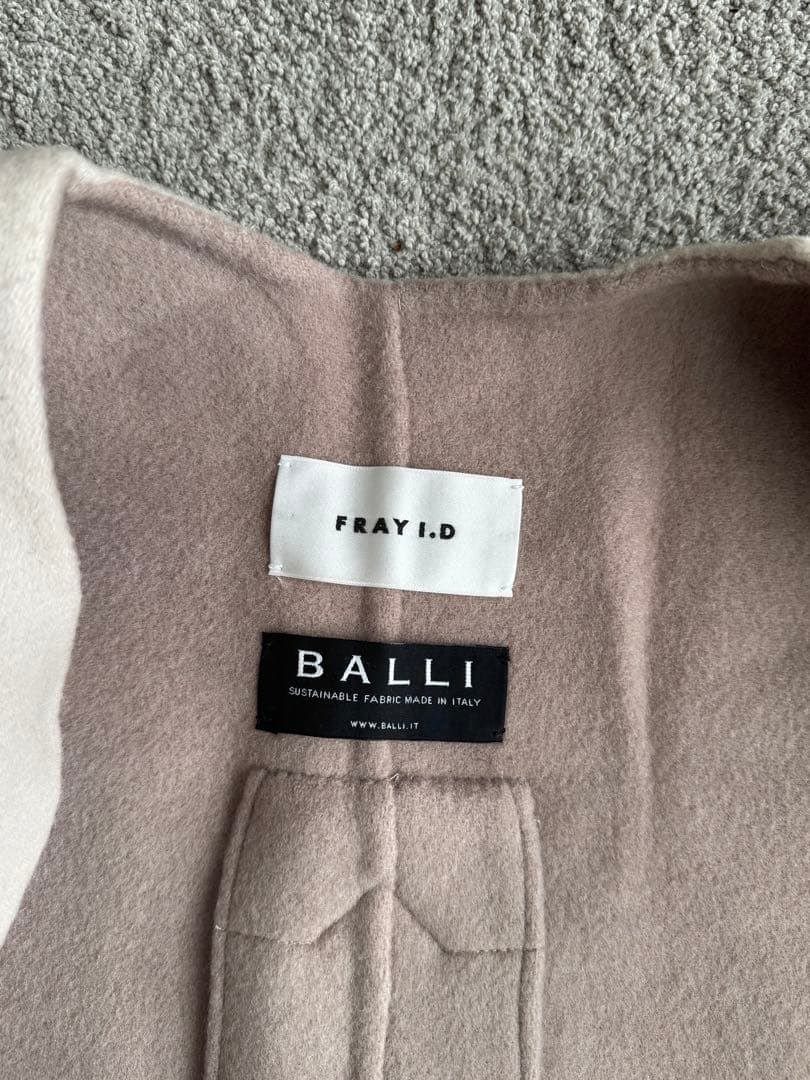 FRAY I.D
BALLI
SUSTAINABLE FABRIC MADE IN ITALY
WWW.BALLI.IT